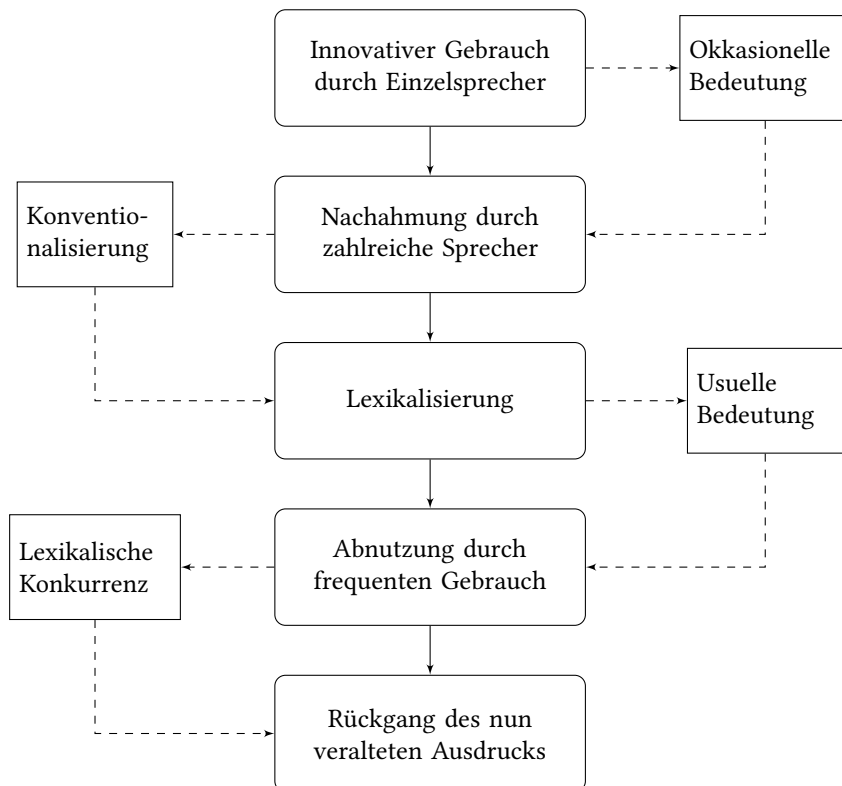 Innovativer Gebrauch
durch Einzelsprecher
Okkasionelle
Bedeutung
Konventio-
nalisierung
Nachahmung durch
zahlreiche Sprecher
Lexikalisierung
Usuelle
Bedeutung
Lexikalische
Konkurrenz
Abnutzung durch
frequenten Gebrauch
Rückgang des nun
veralteten Ausdrucks